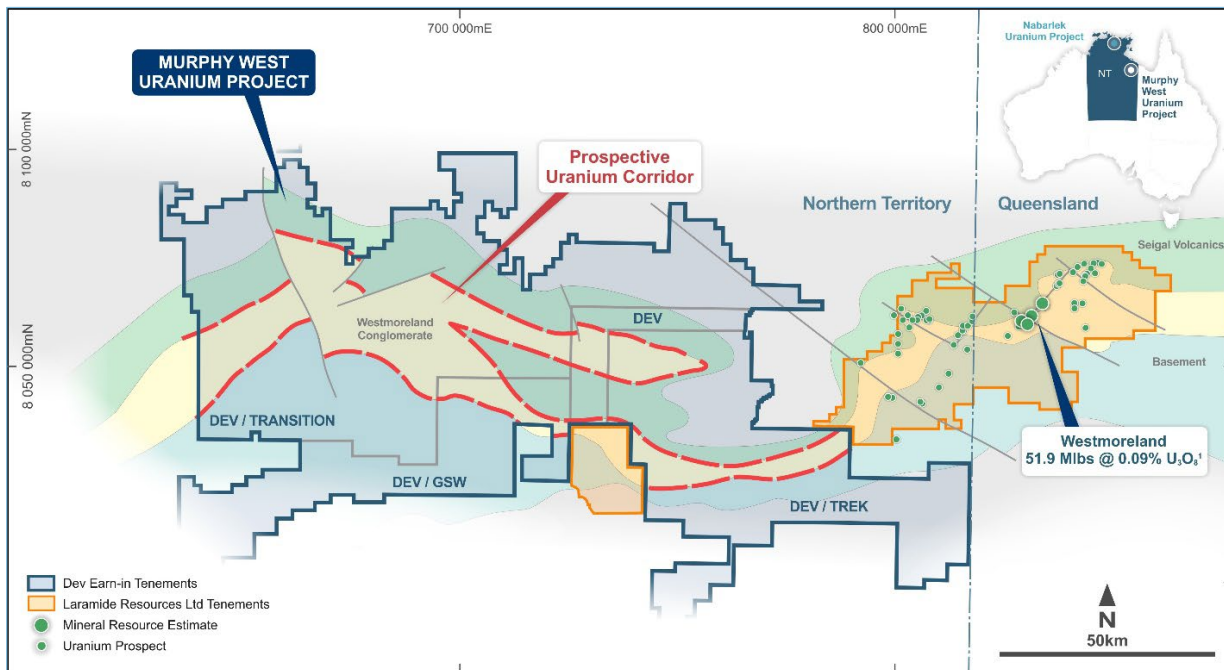 700 000mE
800 000mE
Nabarlek
Uranium Project
NT
Murphy
West
Uranium
Project
MURPHY WEST
URANIUM PROJECT
8 100 000mN
Prospective
Uranium Corridor
Northern Territory
Queensland
Seigal Volcanics
Westmoreland
Conglomerate
DEV
8 050 000mN
Basement
DEV / TRANSITION
Westmoreland
51.9 Mlbs @ 0.09% U₃O₈¹
DEV / GSW
DEV / TREK
Dev Earn-in Tenements
Laramide Resources Ltd Tenements
Mineral Resource Estimate
Uranium Prospect
N
50km